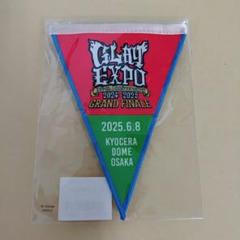 GLAY
EXPO
2024-2025
GRAND FINALE
2025.6.8
KYOCERA
DOME
OSAKA